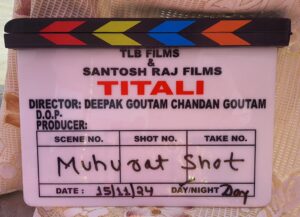 TLB FILMS
&
SANTOSH RAJ FILMS
TITALI
DIRECTOR: DEEPAK GOUTAM CHANDAN GOUTAM
D.O.P-
PRODUCER:
SCENE NO. SHOT NO. TAKE NO.
Muhurat Shot
DATE : 15/11/24 DAY/NIGHT Day